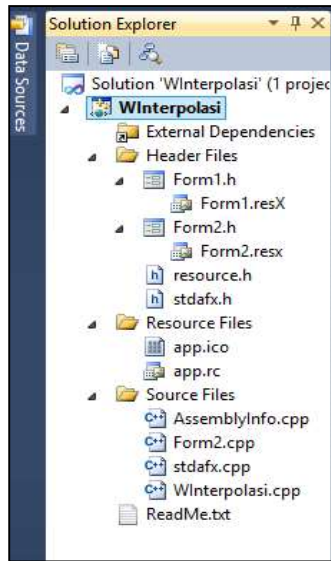 Solution Explorer
Data Sources
Solution 'WInterpolasi' (1 projec
WInterpolasi
External Dependencies
Header Files
Form1.h
Form1.resX
Form2.h
Form2.resx
resource.h
stdafx.h
Resource Files
app.ico
app.rc
Source Files
AssemblyInfo.cpp
Form2.cpp
stdafx.cpp
WInterpolasi.cpp
ReadMe.txt